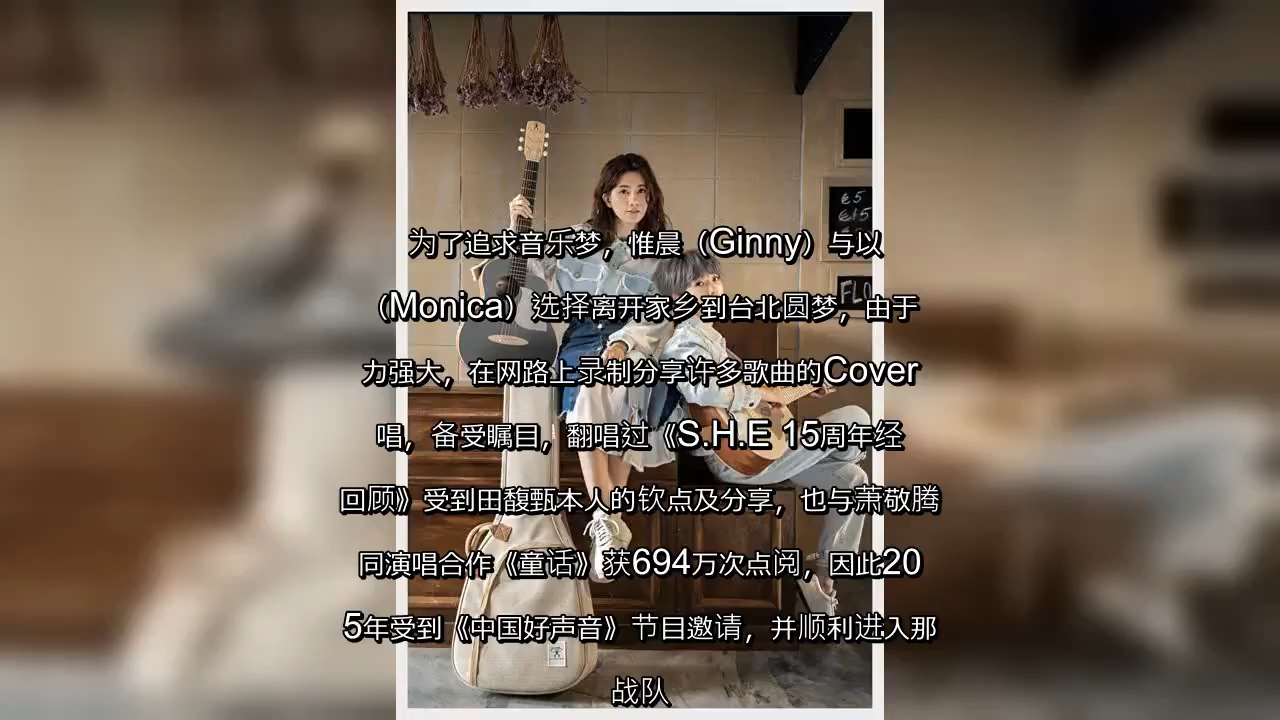 为了追求音乐梦，惟晨（Ginny）与以
（Monica）选择离开家乡到台北圆梦，由于
力强大，在网路上录制分享许多歌曲的Cover
唱，备受瞩目，翻唱过《S.H.E 15周年经
回顾》受到田馥甄本人的钦点及分享，也与萧敬腾
同演唱合作《童话》获694万次点阅，因此20
5年受到《中国好声音》节目邀请，并顺利进入那
战队
€5
€15
FLO